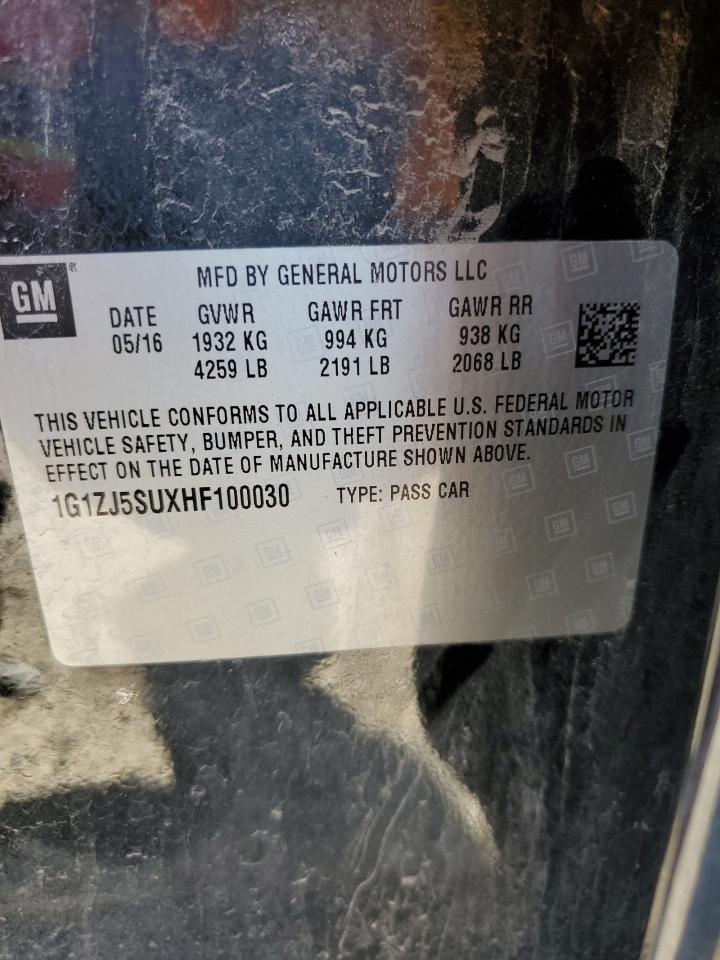 GM®
MFD BY GENERAL MOTORS LLC
DATE GVWR GAWR FRT GAWR RR
05/16 1932 KG 994 KG 938 KG
4259 LB 2191 LB 2068 LB
THIS VEHICLE CONFORMS TO ALL APPLICABLE U.S. FEDERAL MOTOR
VEHICLE SAFETY, BUMPER, AND THEFT PREVENTION STANDARDS IN
EFFECT ON THE DATE OF MANUFACTURE SHOWN ABOVE.
1G1ZJ5SUXHF100030 TYPE: PASS CAR